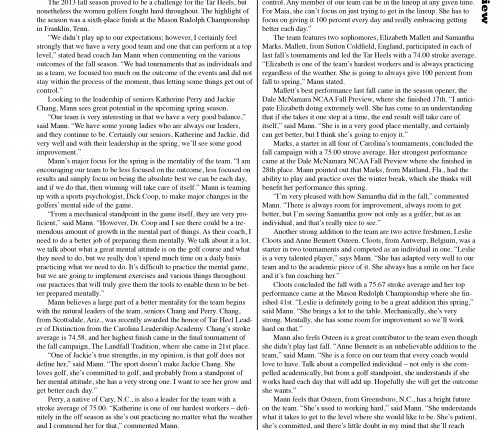 The 2013 fall season proved to be a challenge for the Tar Heels, but
nonetheless the women golfers fought hard throughout. The highlight of
the season was a sixth-place finish at the Mason Rudolph Championship
in Franklin, Tenn.
"We didn't play up to our expectations; however, I certainly feel
strongly that we have a very good team and one that can perform at a top
level," stated head coach Jan Mann when commenting on the various
outcomes of the fall season. "We had tournaments that as individuals and
as a team, we focused too much on the outcome of the events and did not
stay within the process of the moment, thus letting some things get out of
control."
Looking to the leadership of seniors Katherine Perry and Jackie
Chang, Mann sees great potential in the upcoming spring season.
"Our team is very interesting in that we have a very good balance,"
said Mann. "We have some young ladies who are always our leaders,
and they continue to be. Certainly our seniors, Katherine and Jackie, did
very well and with their leadership in the spring, we'll see some good
improvement."
Mann's major focus for the spring is the mentality of the team. "I am
encouraging our team to be less focused on the outcome, less focused on
results and simply focus on being the absolute best we can be each day,
and if we do that, then winning will take care of itself." Mann is teaming
up with a sports psychologist, Dick Coop, to make major changes in the
golfers' mental side of the game.
"From a mechanical standpoint in the game itself, they are very pro-
ficient," said Mann. "However, Dr. Coop and I see there could be a tre-
mendous amount of growth in the mental part of things. As their coach, I
need to do a better job of preparing them mentally. We talk about it a lot,
we talk about what a great mental attitude is on the golf course and what
they need to do, but we really don't spend much time on a daily basis
practicing what we need to do. It's difficult to practice the mental game,
but we are going to implement exercises and various things throughout
our practices that will truly give them the tools to enable them to be bet-
ter prepared mentally."
Mann believes a large part of a better mentality for the team begins
with the natural leaders of the team, seniors Chang and Perry. Chang,
from Scottsdale, Ariz., was recently awarded the honor of Tar Heel Lead-
er of Distinction from the Carolina Leadership Academy. Chang's stroke
average is 74.58, and her highest finish came in the final tournament of
the fall campaign, The Landfall Tradition, where she came in 21st place.
"One of Jackie's true strengths, in my opinion, is that golf does not
define her," said Mann. "The sport doesn't make Jackie Chang. She
loves golf, she's committed to golf, and probably from a standpoint of
her mental attitude, she has a very strong one. I want to see her grow and
get better each day."
Perry, a native of Cary, N.C., is also a leader for the team with a
stroke average of 75.00. "Katherine is one of our hardest workers – defi-
nitely in the off season as she's out practicing no matter what the weather
and I commend her for that," commented Mann.
control. Any member of our team can be in the lineup at any given time.
For Maia, she can't focus on just trying to get in the lineup. She has to
focus on giving it 100 percent every day and really embracing getting
better each day."
The team features two sophomores, Elizabeth Mallett and Samantha
Marks. Mallett, from Sutton Coldfield, England, participated in each of
last fall's tournaments and led the Tar Heels with a 74.00 stroke average.
"Elizabeth is one of the team's hardest workers and is always practicing
regardless of the weather. She is going to always give 100 percent from
fall to spring," Mann stated.
Mallett's best performance last fall came in the season opener, the
Dale McNamara NCAA Fall Preview, where she finished 17th. "I antici-
pate Elizabeth doing extremely well. She has come to an understanding
that if she takes it one step at a time, the end result will take care of
itself," said Mann. "She is in a very good place mentally, and certainly
can get better, but I think she's going to enjoy it."
Marks, a starter in all four of Carolina's tournaments, concluded the
fall campaign with a 75.00 strove average. Her strongest performance
came at the Dale McNamara NCAA Fall Preview where she finished in
28th place. Mann pointed out that Marks, from Maitland, Fla., had the
ability to play and practice over the winter break, which she thinks will
benefit her performance this spring.
"I'm very pleased with how Samantha did in the fall," commented
Mann. "There is always room for improvement, always room to get
better, but I'm seeing Samantha grow not only as a golfer, but as an
individual, and that's really nice to see."
Another strong addition to the team are two active freshmen, Leslie
Cloots and Anne Bennett Osteen. Cloots, from Antwerp, Belgium, was a
starter in two tournaments and competed as an individual in one. "Leslie
is a very talented player," says Mann. "She has adapted very well to our
team and to the academic piece of it. She always has a smile on her face
and it's fun coaching her."
Cloots concluded the fall with a 75.67 stroke average and her top
performance came at the Mason Rudolph Championship where she fin-
ished 41st. "Leslie is definitely going to be a great addition this spring,"
said Mann. "She brings a lot to the table. Mechanically, she's very
strong. Mentally, she has some room for improvement so we'll work
hard on that."
Mann also feels Osteen is a great contributor to the team even though
she didn't play last fall. "Anne Bennett is an unbelievable addition to the
team," said Mann. "She is a force on our team that every coach would
love to have. Talk about a compelled individual – not only is she com-
pelled academically, but from a golf standpoint, she understands if she
works hard each day that will add up. Hopefully she will get the outcome
she wants."
Mann feels that Osteen, from Greensboro, N.C., has a bright future
on the team. "She's used to working hard," said Mann. "She understands
what it takes to get to the level where she would like to be. She's patient,
she's committed, and there's little doubt in my mind that she'll reach
view